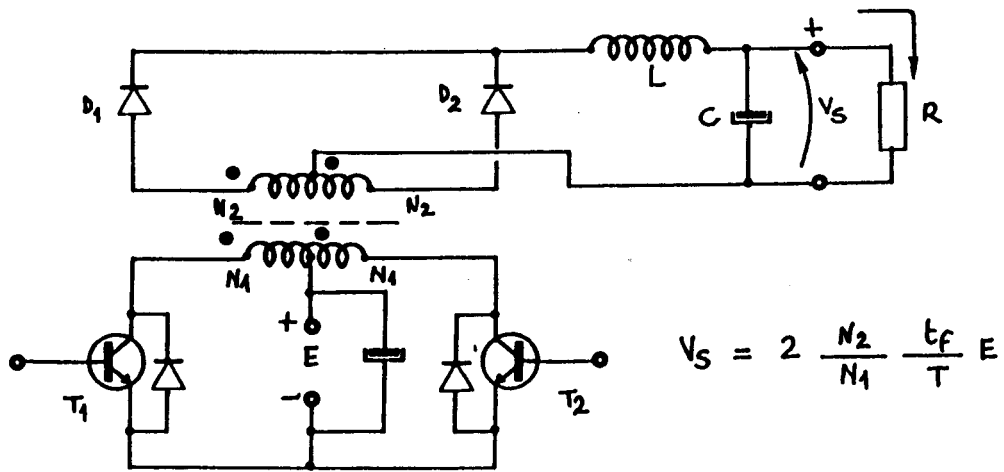 L
+
D1
D2
C
VS
R
N2
N2
N1
N1
+
E
-
T1
T2
VS = 2 N2/N1 tf/T E